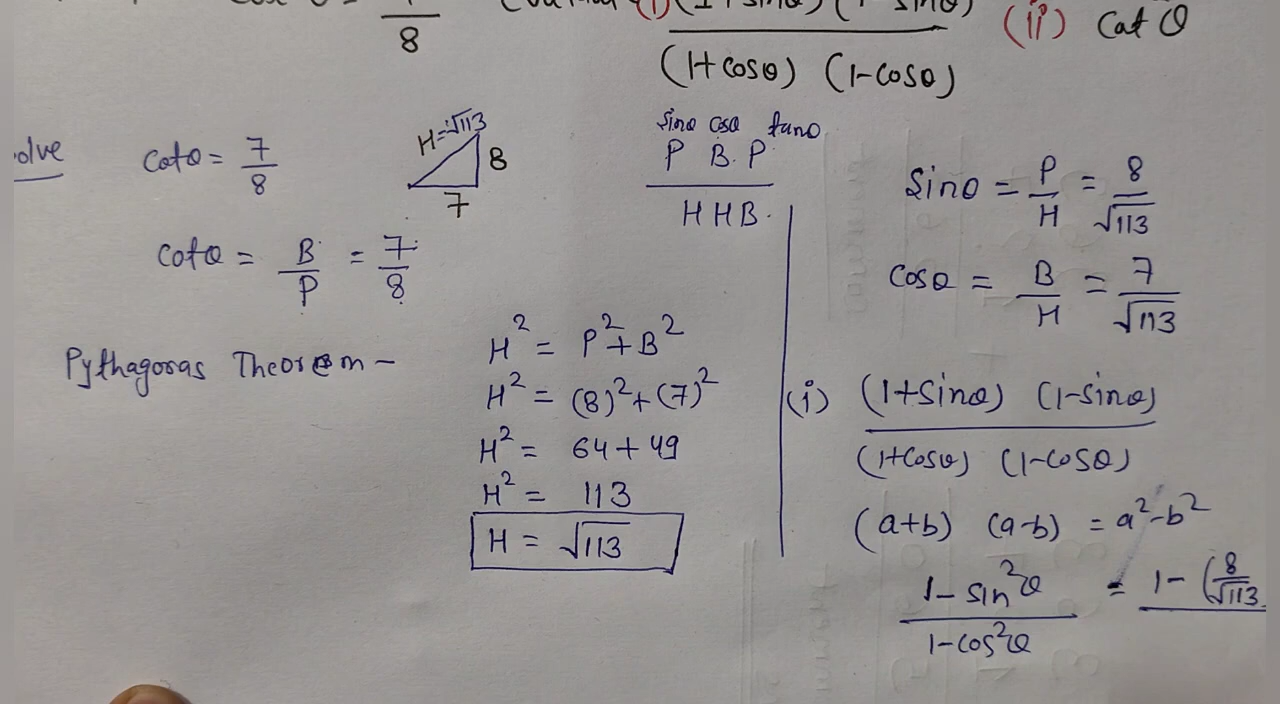 8
(ii) Cat θ
(1+cosθ) (1-cosθ)
olve
cotθ = 7/8
H=√113
8
7
sinθ cosθ tanθ
P B. P
H H B.
cotθ = B/P = 7/8
Pythagoras Theorem -
H² = P²+B²
H² = (8)²+(7)²
H² = 64+49
H² = 113
H = √113
Sinθ = P/H = 8/√113
Cosθ = B/H = 7/√113
(i) (1+Sinθ) (1-Sinθ)
(1+Cosθ) (1-Cosθ)
(a+b) (a-b) = a²-b²
1-sin²θ = 1-(8/√113
1-cos²θ